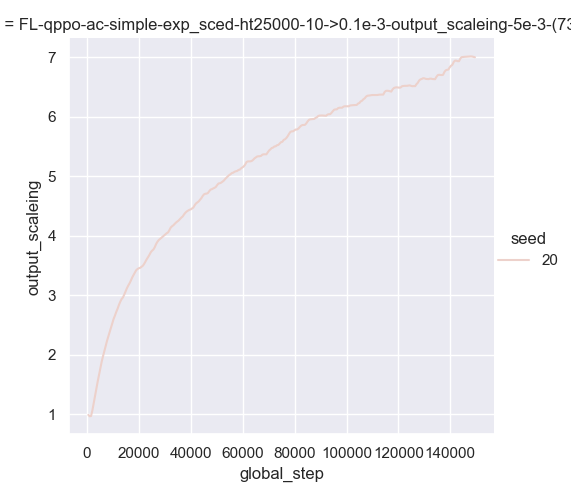 = FL-qppo-ac-simple-exp_sced-ht25000-10->0.1e-3-output_scaleing-5e-3-(73
7
6
5
4
3
2
1
output_scaleing
0 20000 40000 60000 80000 100000 120000 140000
global_step
seed
20